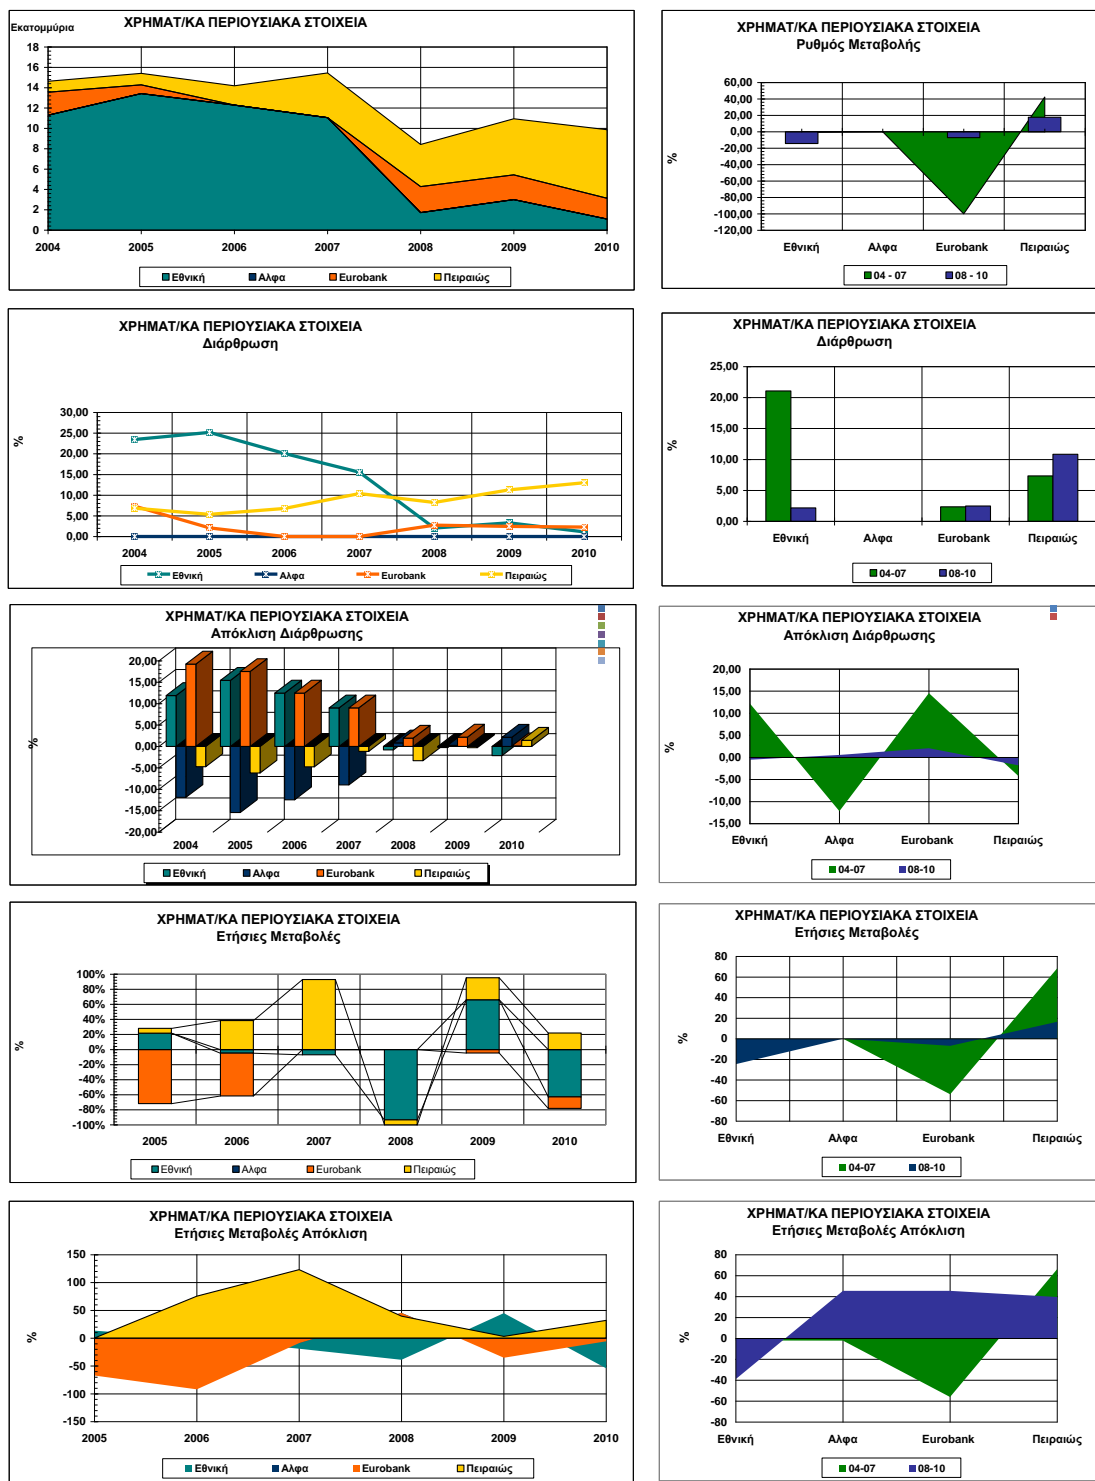 ΧΡΗΜΑΤ/ΚΑ ΠΕΡΙΟΥΣΙΑΚΑ ΣΤΟΙΧΕΙΑ
Εκατομμύρια
18
16
14
12
10
8
6
4
2
0
2004 2005 2006 2007 2008 2009 2010
Εθνική Αλφα Eurobank Πειραιώς
ΧΡΗΜΑΤ/ΚΑ ΠΕΡΙΟΥΣΙΑΚΑ ΣΤΟΙΧΕΙΑ
Ρυθμός Μεταβολής
60,00
40,00
20,00
0,00
-20,00
-40,00
-60,00
-80,00
-100,00
-120,00
%
Εθνική Αλφα Eurobank Πειραιώς
04 - 07 08 - 10
ΧΡΗΜΑΤ/ΚΑ ΠΕΡΙΟΥΣΙΑΚΑ ΣΤΟΙΧΕΙΑ
Διάρθρωση
30,00
25,00
20,00
15,00
10,00
5,00
0,00
%
2004 2005 2006 2007 2008 2009 2010
Εθνική Αλφα Eurobank Πειραιώς
ΧΡΗΜΑΤ/ΚΑ ΠΕΡΙΟΥΣΙΑΚΑ ΣΤΟΙΧΕΙΑ
Διάρθρωση
25,00
20,00
15,00
10,00
5,00
0,00
%
Εθνική Αλφα Eurobank Πειραιώς
04-07 08-10
ΧΡΗΜΑΤ/ΚΑ ΠΕΡΙΟΥΣΙΑΚΑ ΣΤΟΙΧΕΙΑ
Απόκλιση Διάρθρωσης
20,00
15,00
10,00
5,00
0,00
-5,00
-10,00
-15,00
-20,00
%
2004 2005 2006 2007 2008 2009 2010
Εθνική Αλφα Eurobank Πειραιώς
ΧΡΗΜΑΤ/ΚΑ ΠΕΡΙΟΥΣΙΑΚΑ ΣΤΟΙΧΕΙΑ
Απόκλιση Διάρθρωσης
20,00
15,00
10,00
5,00
0,00
-5,00
-10,00
-15,00
%
Εθνική Αλφα Eurobank Πειραιώς
04-07 08-10
ΧΡΗΜΑΤ/ΚΑ ΠΕΡΙΟΥΣΙΑΚΑ ΣΤΟΙΧΕΙΑ
Ετήσιες Μεταβολές
100%
80%
60%
40%
20%
0%
-20%
-40%
-60%
-80%
-100%
%
2005 2006 2007 2008 2009 2010
Εθνική Αλφα Eurobank Πειραιώς
ΧΡΗΜΑΤ/ΚΑ ΠΕΡΙΟΥΣΙΑΚΑ ΣΤΟΙΧΕΙΑ
Ετήσιες Μεταβολές
80
60
40
20
0
-20
-40
-60
-80
%
Εθνική Αλφα Eurobank Πειραιώς
04-07 08-10
ΧΡΗΜΑΤ/ΚΑ ΠΕΡΙΟΥΣΙΑΚΑ ΣΤΟΙΧΕΙΑ
Ετήσιες Μεταβολές Απόκλιση
150
100
50
0
-50
-100
-150
%
2005 2006 2007 2008 2009 2010
Εθνική Αλφα Eurobank Πειραιώς
ΧΡΗΜΑΤ/ΚΑ ΠΕΡΙΟΥΣΙΑΚΑ ΣΤΟΙΧΕΙΑ
Ετήσιες Μεταβολές Απόκλιση
80
60
40
20
0
-20
-40
-60
-80
%
Εθνική Αλφα Eurobank Πειραιώς
04-07 08-10